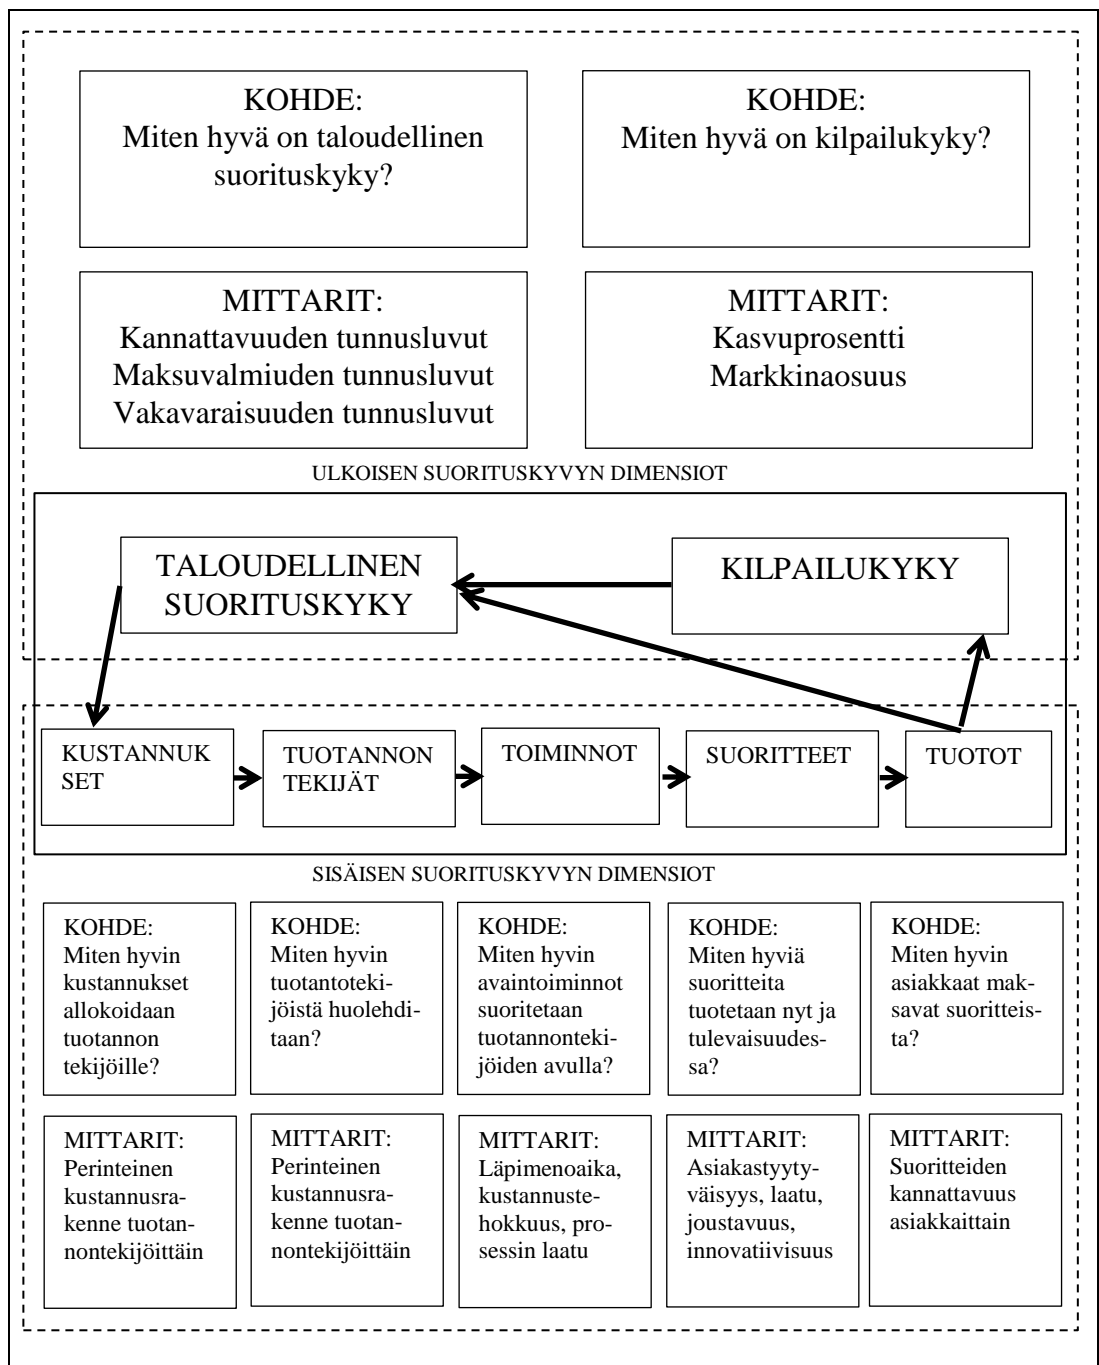 KOHDE:
Miten hyvä on taloudellinen
suorituskyky?
KOHDE:
Miten hyvä on kilpailukyky?
MITTARIT:
Kannattavuuden tunnusluvut
Maksuvalmiuden tunnusluvut
Vakavaraisuuden tunnusluvut
MITTARIT:
Kasvuprosentti
Markkinaosuus
ULKOISEN SUORITUSKYVYN DIMENSIOT
TALOUDELLINEN
SUORITUSKYKY
KILPAILUKYKY
KUSTANNUK
SET
TUOTANNON
TEKIJÄT
TOIMINNOT
SUORITTEET
TUOTOT
SISÄISEN SUORITUSKYVYN DIMENSIOT
KOHDE:
Miten hyvin
kustannukset
allokoidaan
tuotannon
tekijöille?
KOHDE:
Miten hyvin
tuotantoteki-
jöistä huolehdi-
taan?
KOHDE:
Miten hyvin
avaintoiminnot
suoritetaan
tuotannonteki-
jöiden avulla?
KOHDE:
Miten hyviä
suoritteita
tuotetaan nyt ja
tulevaisuudes-
sa?
KOHDE:
Miten hyvin
asiakkaat mak-
savat suoritteis-
ta?
MITTARIT:
Perinteinen
kustannusra-
kenne tuotan-
nontekijöittäin
MITTARIT:
Perinteinen
kustannusra-
kenne tuotan-
nontekijöittäin
MITTARIT:
Läpimenoaika,
kustannuste-
hokkuus, pro-
sessin laatu
MITTARIT:
Asiakastyyty-
väisyys, laatu,
joustavuus,
innovatiivisuus
MITTARIT:
Suoritteiden
kannattavuus
asiakkaittain